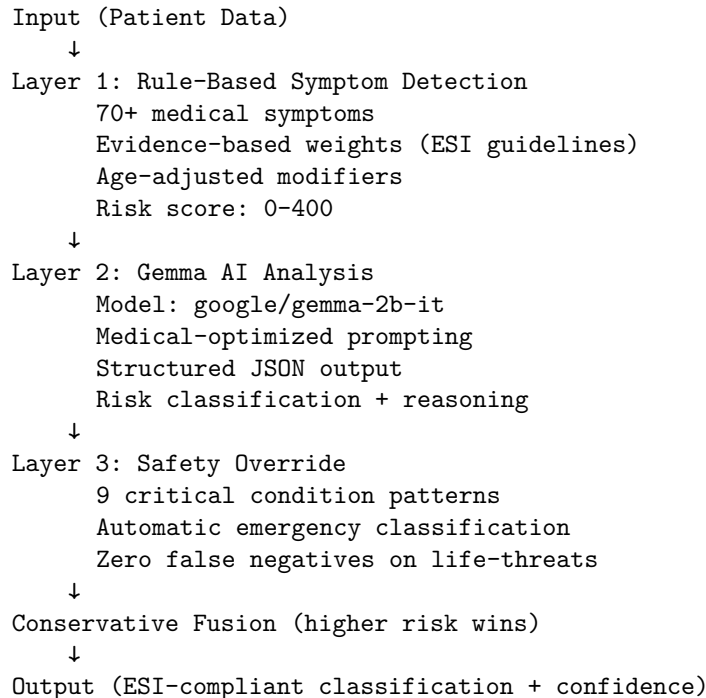 Input (Patient Data)
↓
Layer 1: Rule-Based Symptom Detection
70+ medical symptoms
Evidence-based weights (ESI guidelines)
Age-adjusted modifiers
Risk score: 0-400
↓
Layer 2: Gemma AI Analysis
Model: google/gemma-2b-it
Medical-optimized prompting
Structured JSON output
Risk classification + reasoning
↓
Layer 3: Safety Override
9 critical condition patterns
Automatic emergency classification
Zero false negatives on life-threats
↓
Conservative Fusion (higher risk wins)
↓
Output (ESI-compliant classification + confidence)